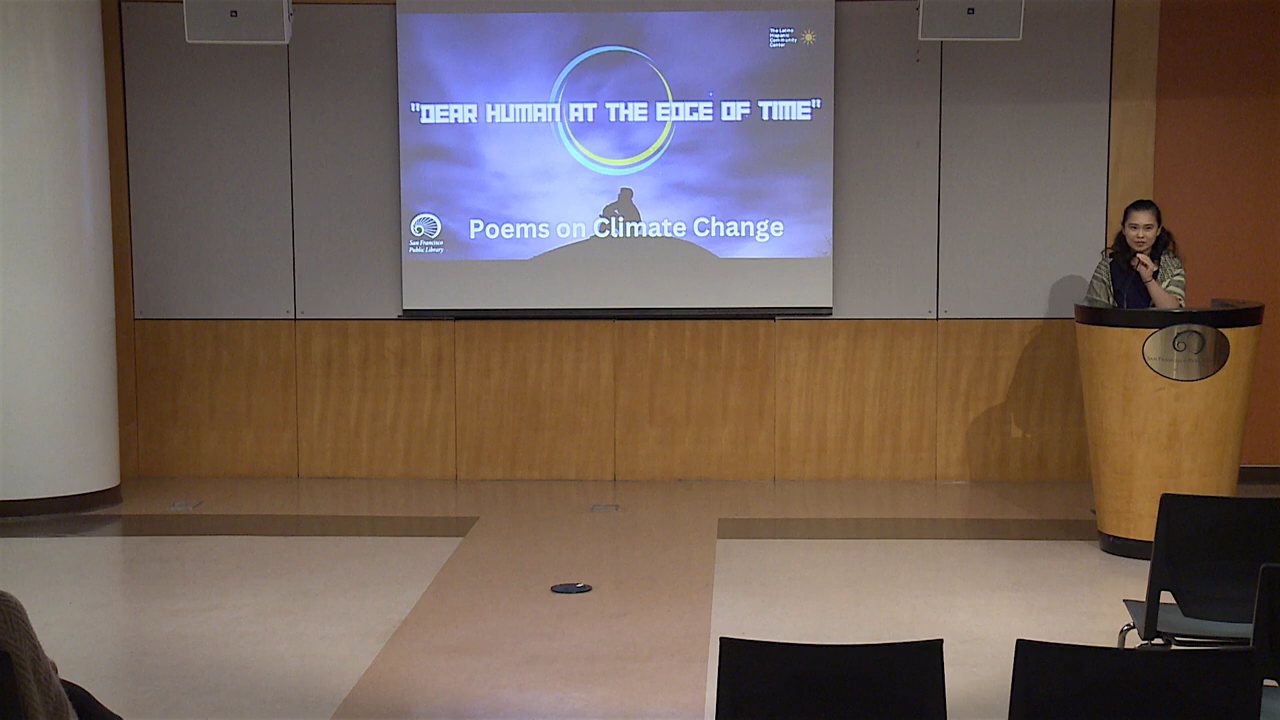 The Latino
Hispanic
Community
Center
"DEAR HUMAN AT THE EDGE OF TIME"
Poems on Climate Change
San Francisco
Public Library